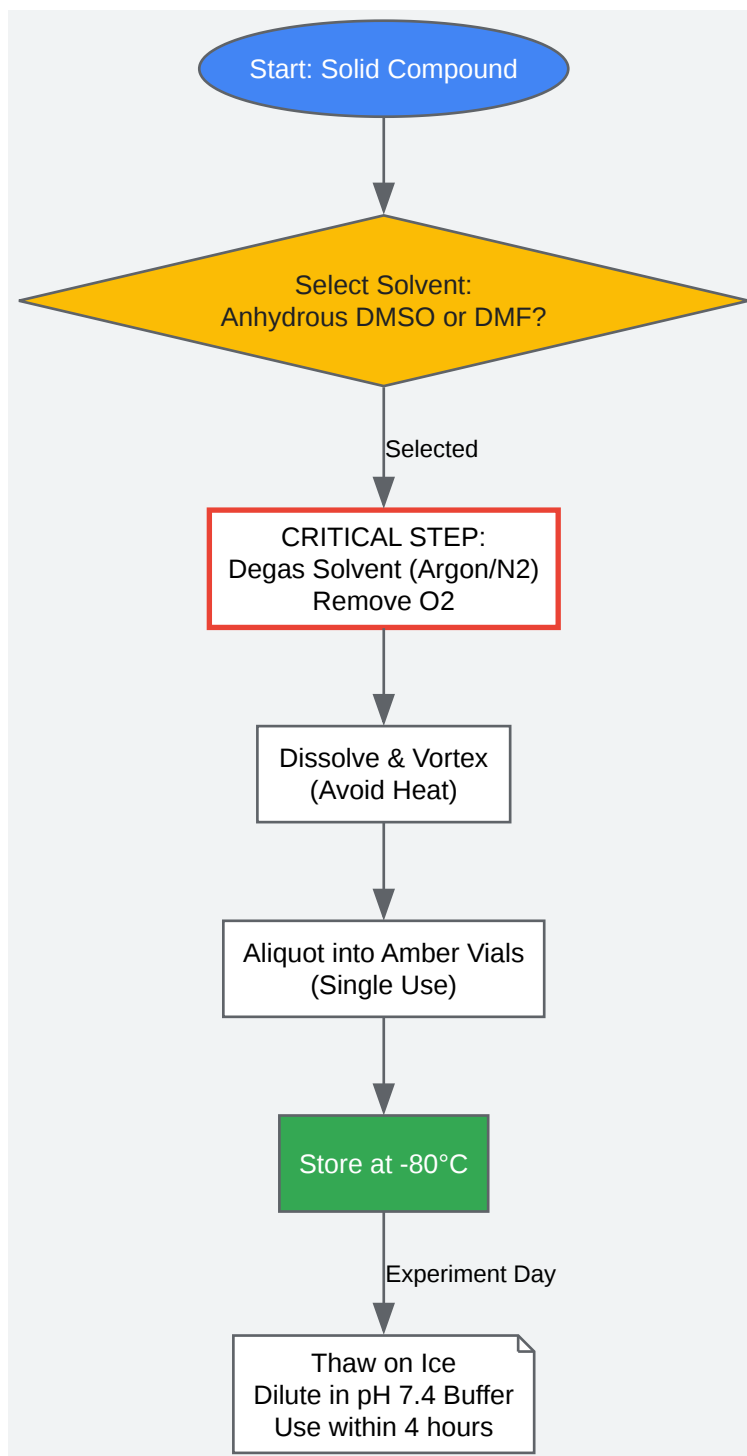 Start: Solid Compound
Select Solvent:
Anhydrous DMSO or DMF?
Selected
CRITICAL STEP:
Degas Solvent (Argon/N2)
Remove O2
Dissolve & Vortex
(Avoid Heat)
Aliquot into Amber Vials
(Single Use)
Store at -80°C
Experiment Day
Thaw on Ice
Dilute in pH 7.4 Buffer
Use within 4 hours